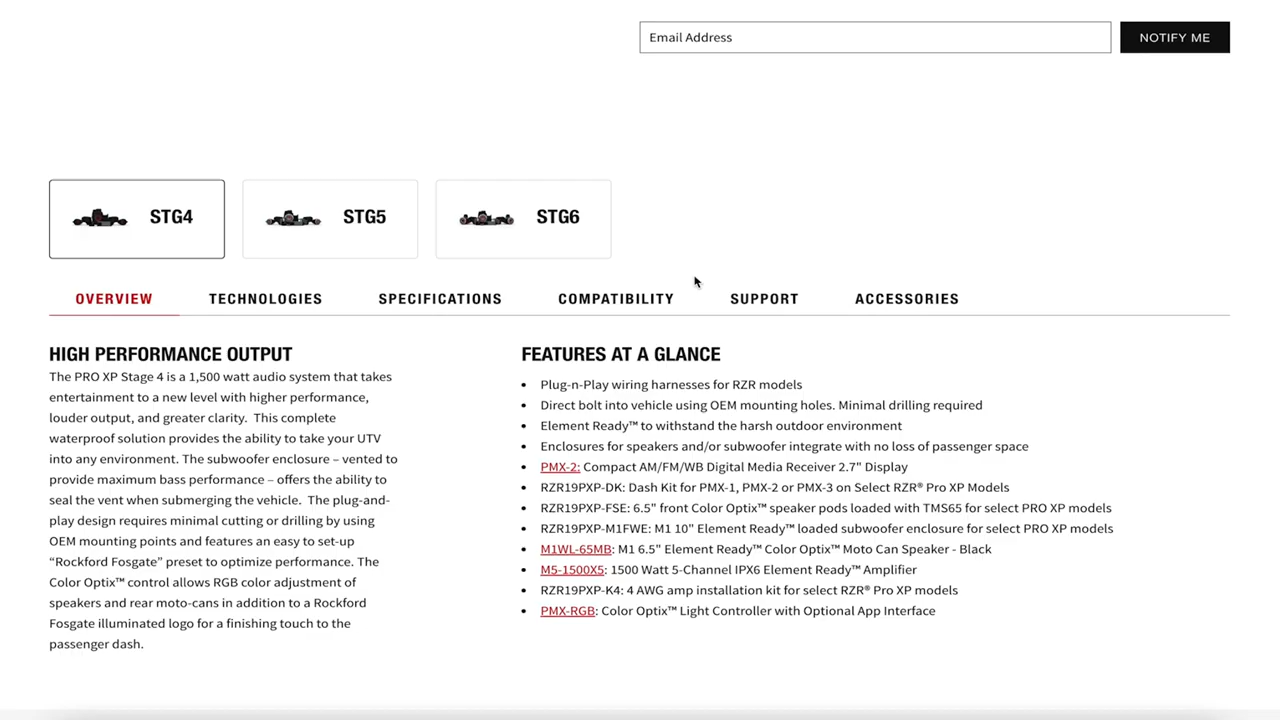 Email Address
NOTIFY ME
STG4
STG5
STG6
OVERVIEW
TECHNOLOGIES
SPECIFICATIONS
COMPATIBILITY
SUPPORT
ACCESSORIES
HIGH PERFORMANCE OUTPUT
The PRO XP Stage 4 is a 1,500 watt audio system that takes
entertainment to a new level with higher performance,
louder output, and greater clarity.  This complete
waterproof solution provides the ability to take your UTV
into any environment. The subwoofer enclosure – vented to
provide maximum bass performance – offers the ability to
seal the vent when submerging the vehicle.  The plug-and-
play design requires minimal cutting or drilling by using
OEM mounting points and features an easy to set-up
“Rockford Fosgate” preset to optimize performance. The
Color Optix™ control allows RGB color adjustment of
speakers and rear moto-cans in addition to a Rockford
Fosgate illuminated logo for a finishing touch to the
passenger dash.
FEATURES AT A GLANCE
• Plug-n-Play wiring harnesses for RZR models
• Direct bolt into vehicle using OEM mounting holes. Minimal drilling required
• Element Ready™ to withstand the harsh outdoor environment
• Enclosures for speakers and/or subwoofer integrate with no loss of passenger space
• PMX-2: Compact AM/FM/WB Digital Media Receiver 2.7" Display
• RZR19PXP-DK: Dash Kit for PMX-1, PMX-2 or PMX-3 on Select RZR® Pro XP Models
• RZR19PXP-FSE: 6.5" front Color Optix™ speaker pods loaded with TMS65 for select PRO XP models
• RZR19PXP-M1FWE: M1 10" Element Ready™ loaded subwoofer enclosure for select PRO XP models
• M1WL-65MB: M1 6.5" Element Ready™ Color Optix™ Moto Can Speaker - Black
• M5-1500X5: 1500 Watt 5-Channel IPX6 Element Ready™ Amplifier
• RZR19PXP-K4: 4 AWG amp installation kit for select RZR® Pro XP models
• PMX-RGB: Color Optix™ Light Controller with Optional App Interface